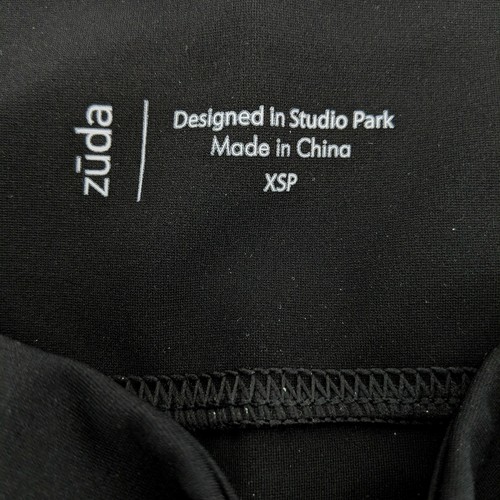 zūda
Designed in Studio Park
Made in China
XSP